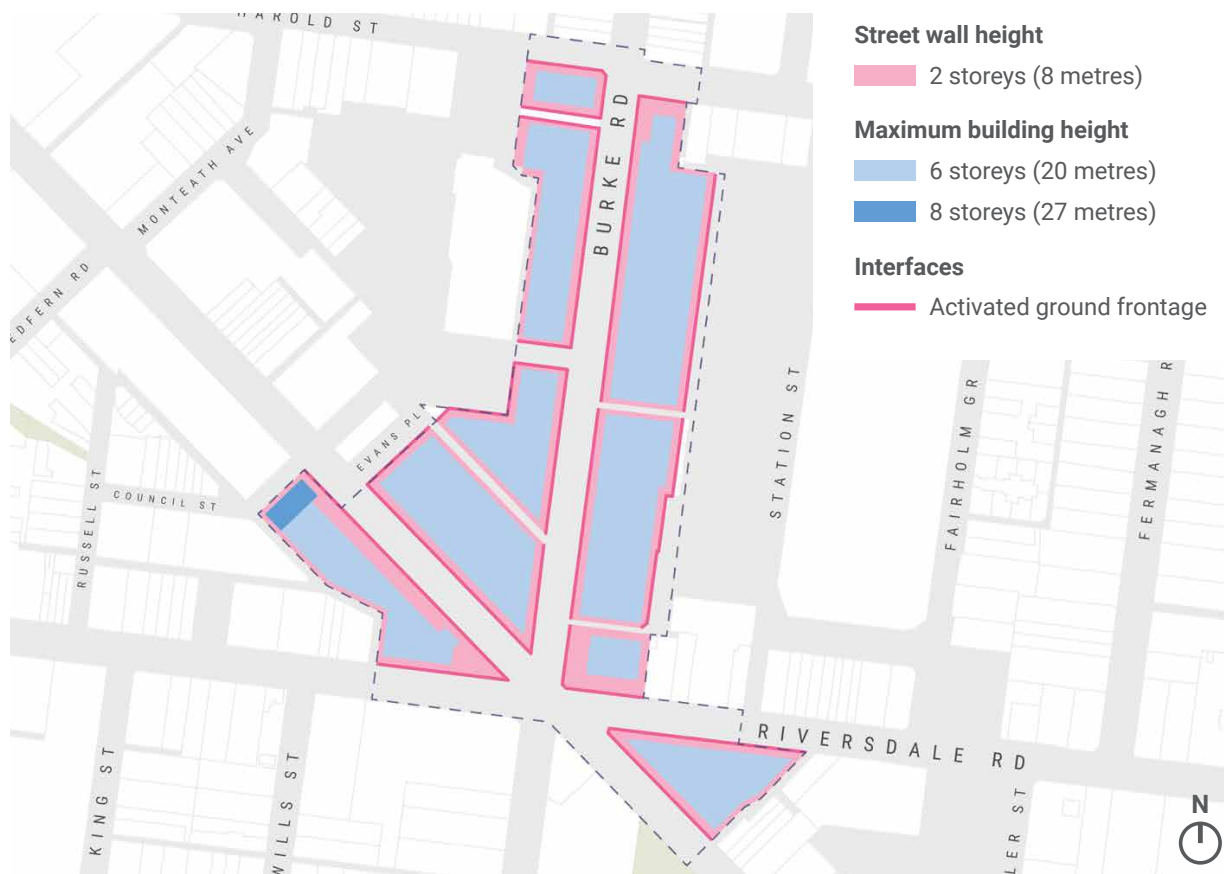 HAROLD ST
Street wall height
2 storeys (8 metres)
Maximum building height
6 storeys (20 metres)
8 storeys (27 metres)
Interfaces
Activated ground frontage
BURKE RD
MONTEATH AVE
EDFERN RD
EVANS PLA
STATION ST
FAIRHOLM GR
FERMANAGH R
RUSSELL ST
COUNCIL ST
RIVERSDALE RD
KING ST
WILLS ST
LER ST
N